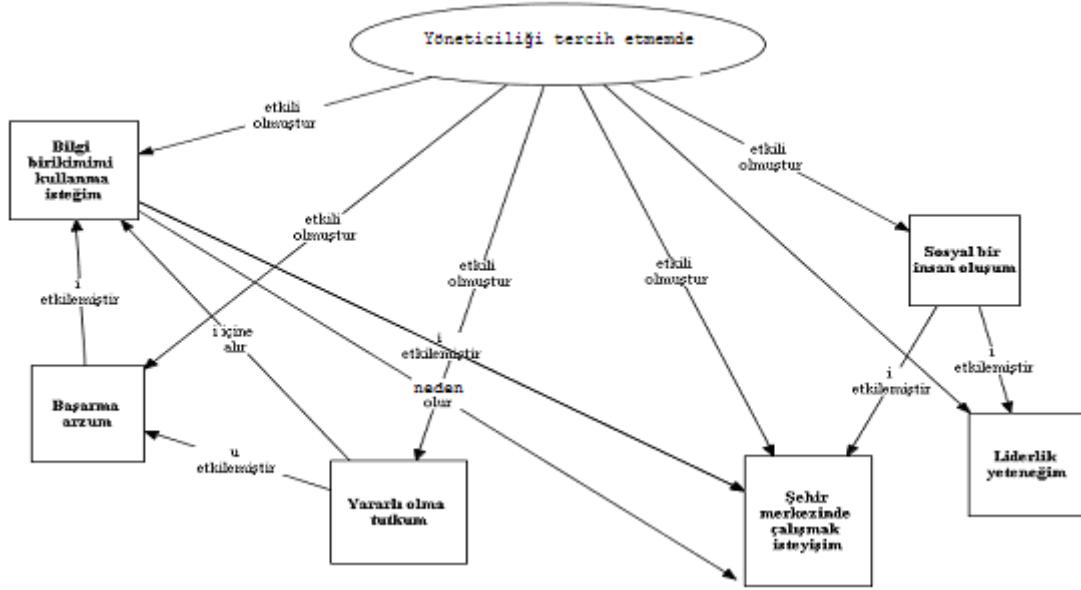 Yöneticiliği tercih etmemde
etkili
olmuştur
Bilgi
birikimimi
kullanma
isteğim
etkili
olmuştur
etkili
olmuştur
etkili
olmuştur
etkili
olmuştur
Sosyal bir
insan oluşum
i
etkilemiştir
i içine
alır
i
etkilemiştir
neden
olur
i
etkilemiştir
i
etkilemiştir
Başarma
arzum
u
etkilemiştir
Yararlı olma
tutkum
Şehir
merkezinde
çalışmak
isteyişim
Liderlik
yeteneğim